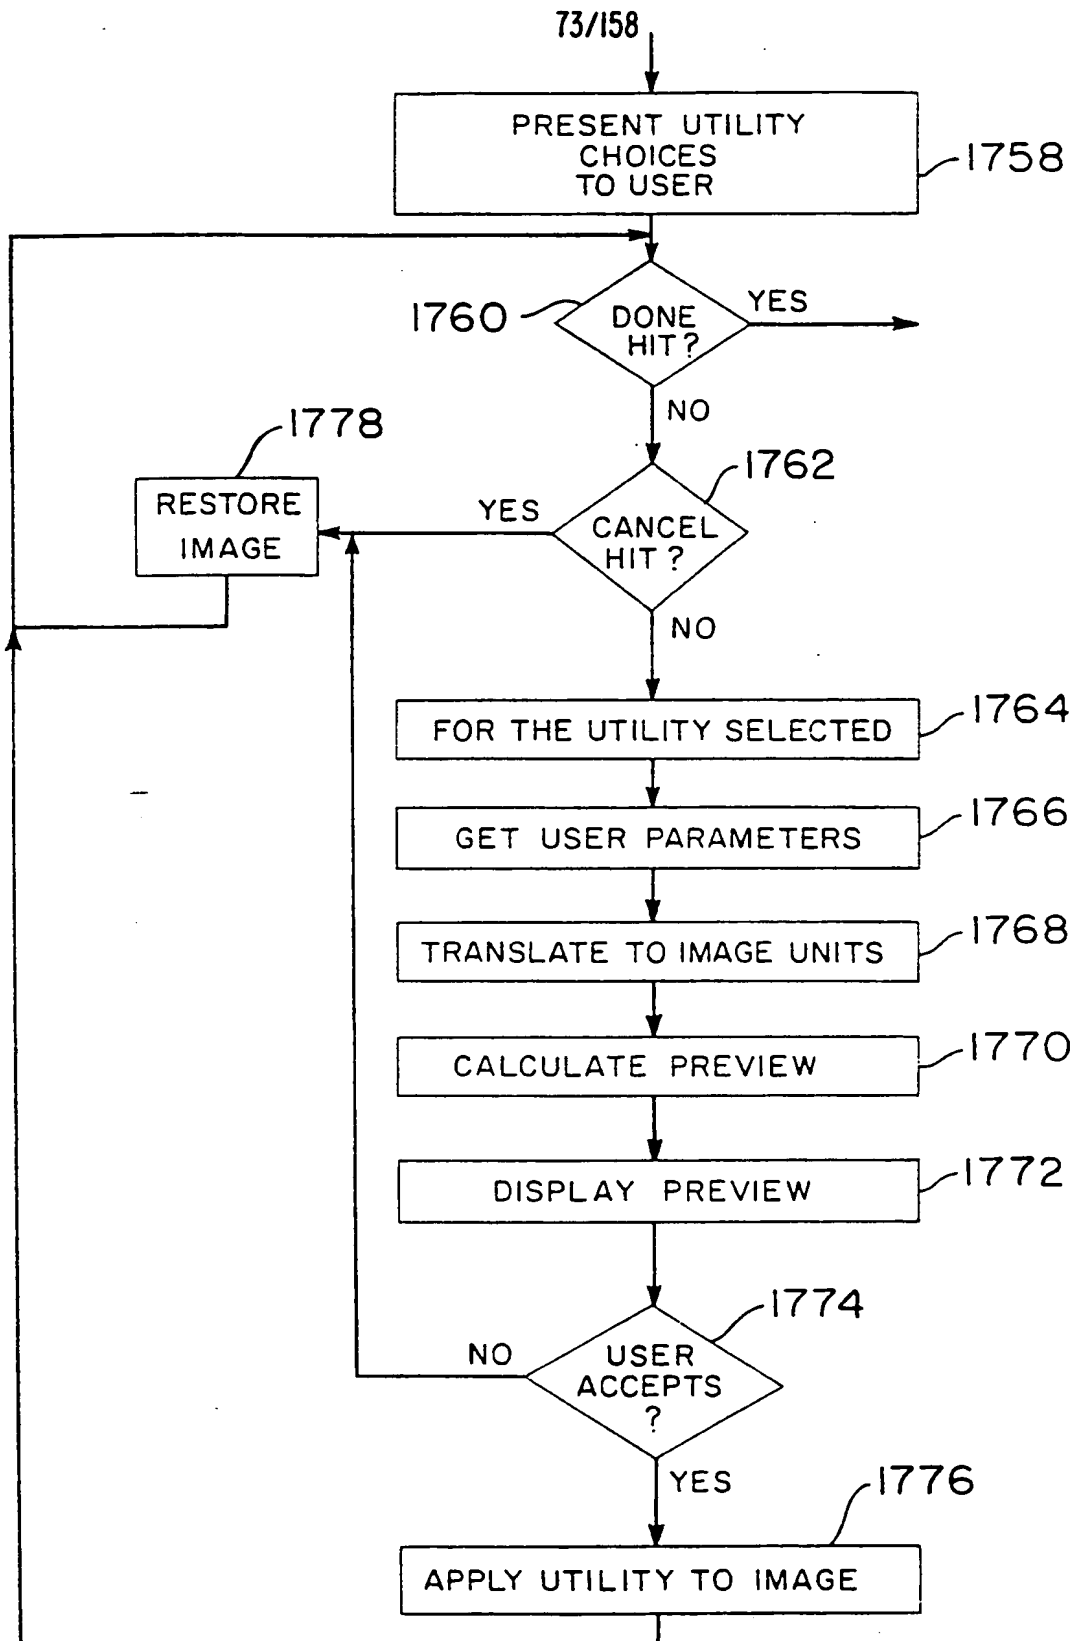 73/158
PRESENT UTILITY
CHOICES
TO USER
1758
1760
DONE
HIT?
YES
NO
1778
RESTORE
IMAGE
YES
1762
CANCEL
HIT?
NO
FOR THE UTILITY SELECTED
1764
GET USER PARAMETERS
1766
TRANSLATE TO IMAGE UNITS
1768
CALCULATE PREVIEW
1770
DISPLAY PREVIEW
1772
1774
NO
USER
ACCEPTS
?
YES
1776
APPLY UTILITY TO IMAGE